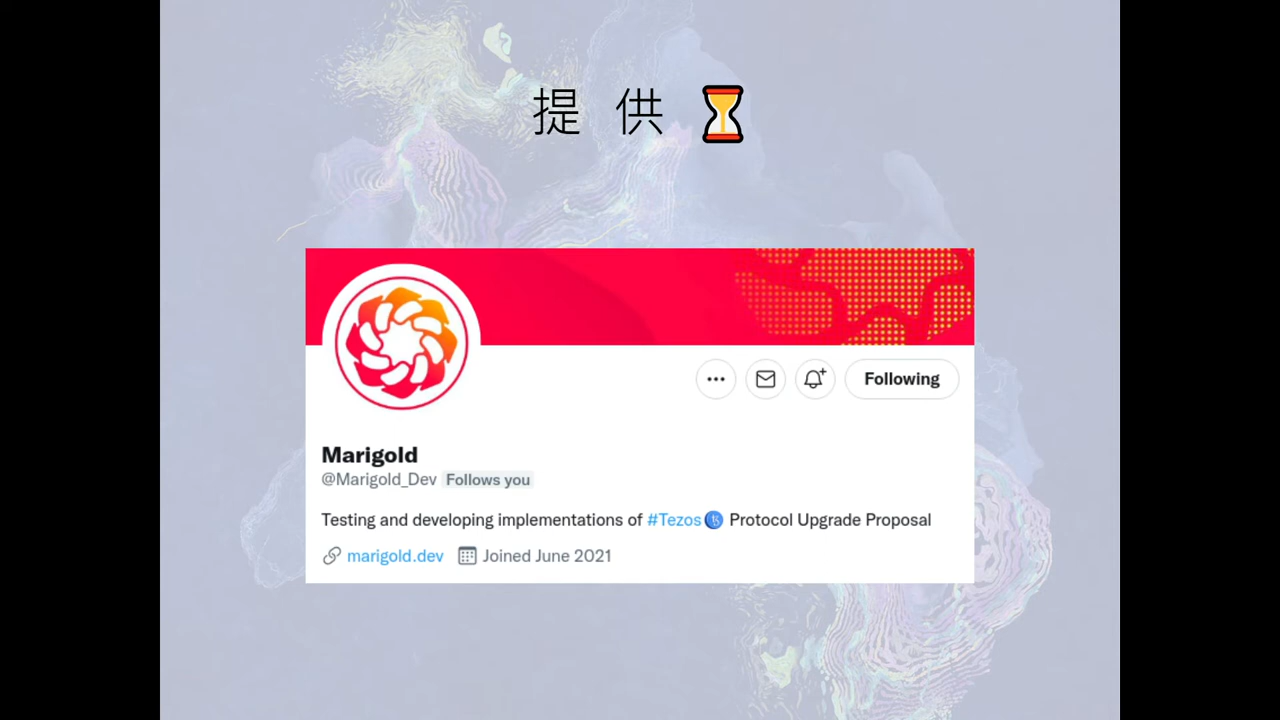 提 供 ⏳
Following
Marigold
@Marigold_Dev Follows you
Testing and developing implementations of #Tezos Protocol Upgrade Proposal
marigold.dev Joined June 2021